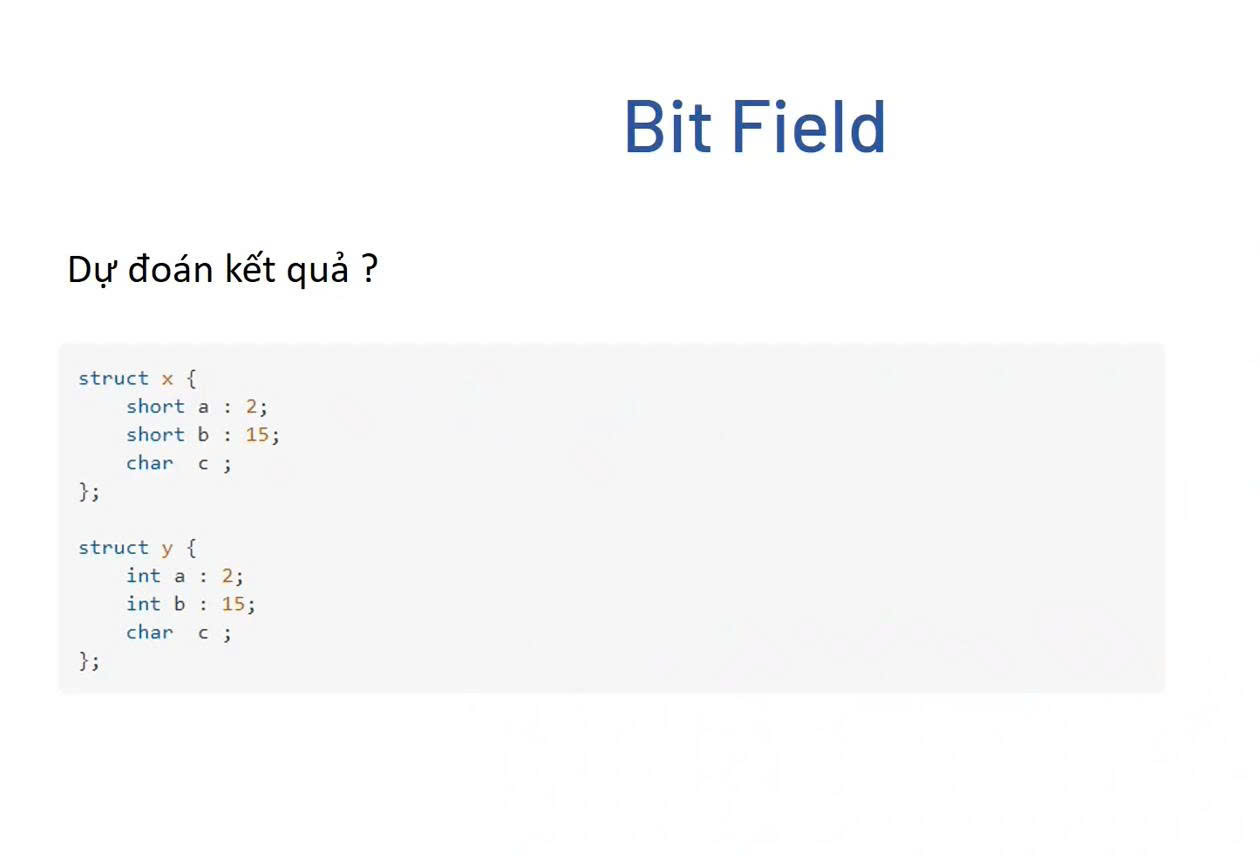 Bit Field
Dự đoán kết quả ?
struct x {
    short a : 2;
    short b : 15;
    char  c ;
};
struct y {
    int a : 2;
    int b : 15;
    char  c ;
};